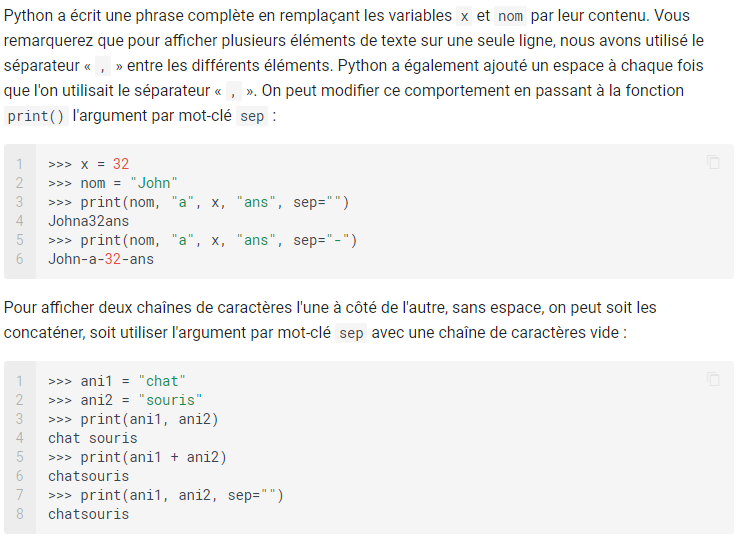 Python a écrit une phrase complète en remplaçant les variables x et nom par leur contenu. Vous
remarquerez que pour afficher plusieurs éléments de texte sur une seule ligne, nous avons utilisé le
séparateur « , » entre les différents éléments. Python a également ajouté un espace à chaque fois
que l'on utilisait le séparateur « , ». On peut modifier ce comportement en passant à la fonction
print() l'argument par mot-clé sep :
1 >>> x = 32
2 >>> nom = "John"
3 >>> print(nom, "a", x, "ans", sep="")
4 Johna32ans
5 >>> print(nom, "a", x, "ans", sep="-")
6 John-a-32-ans
Pour afficher deux chaînes de caractères l'une à côté de l'autre, sans espace, on peut soit les
concaténer, soit utiliser l'argument par mot-clé sep avec une chaîne de caractères vide :
1 >>> ani1 = "chat"
2 >>> ani2 = "souris"
3 >>> print(ani1, ani2)
4 chat souris
5 >>> print(ani1 + ani2)
6 chatsouris
7 >>> print(ani1, ani2, sep="")
8 chatsouris